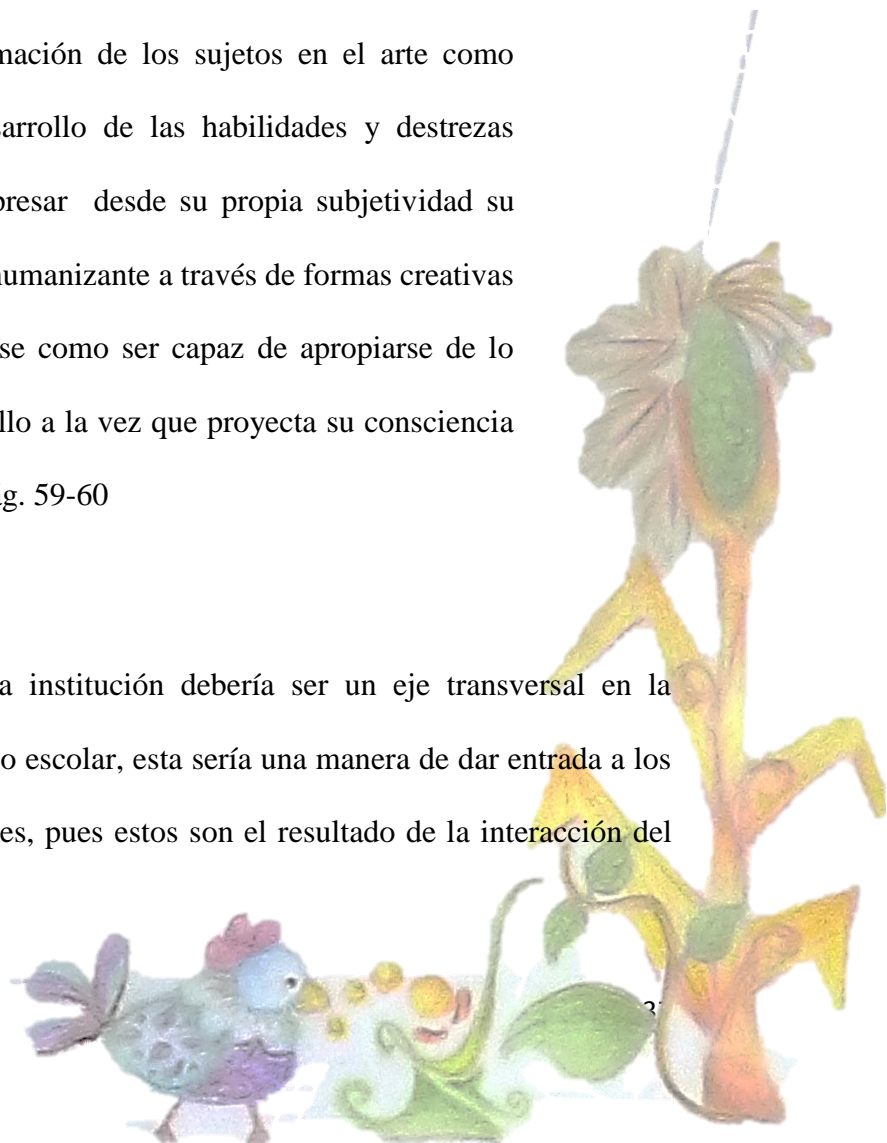 mación de los sujetos en el arte como
arrollo de las habilidades y destrezas
presar desde su propia subjetividad su
humanizante a través de formas creativas
se como ser capaz de apropiarse de lo
llo a la vez que proyecta su consciencia
g. 59-60
a institución debería ser un eje transversal en la
o escolar, esta sería una manera de dar entrada a los
es, pues estos son el resultado de la interacción del